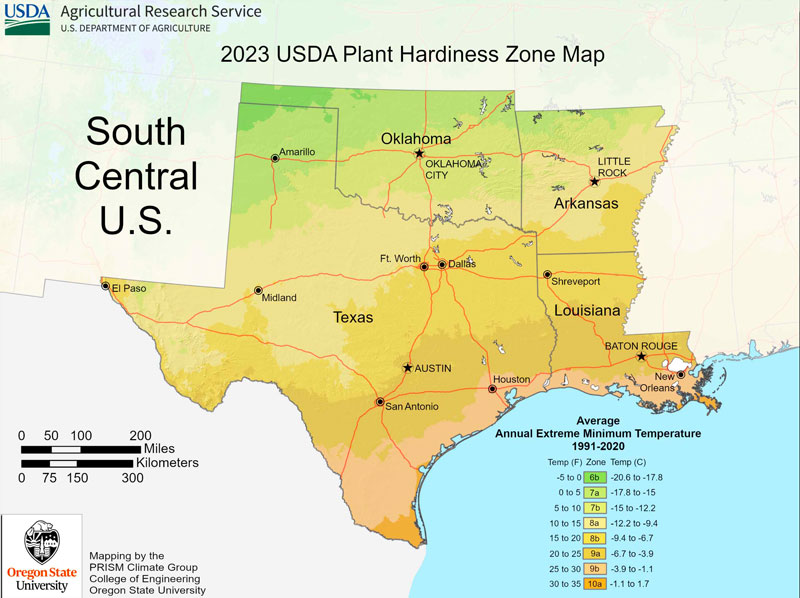 USDA
Agricultural Research Service
U.S. DEPARTMENT OF AGRICULTURE
2023 USDA Plant Hardiness Zone Map
South
Central
U.S.
Amarillo
Oklahoma
OKLAHOMA
CITY
LITTLE
ROCK
Arkansas
Ft. Worth
Dallas
El Paso
Midland
Shreveport
Texas
Louisiana
BATON ROUGE
AUSTIN
Houston
New
Orleans
San Antonio
0 50 100 200
Miles
Kilometers
0 75 150 300
Average
Annual Extreme Minimum Temperature
1991-2020
Temp (F) Zone Temp (C)
-5 to 0 6b -20.6 to -17.8
0 to 5 7a -17.8 to -15
5 to 10 7b -15 to -12.2
10 to 15 8a -12.2 to -9.4
15 to 20 8b -9.4 to -6.7
20 to 25 9a -6.7 to -3.9
25 to 30 9b -3.9 to -1.1
30 to 35 10a -1.1 to 1.7
Oregon State
University
Mapping by the
PRISM Climate Group
College of Engineering
Oregon State University